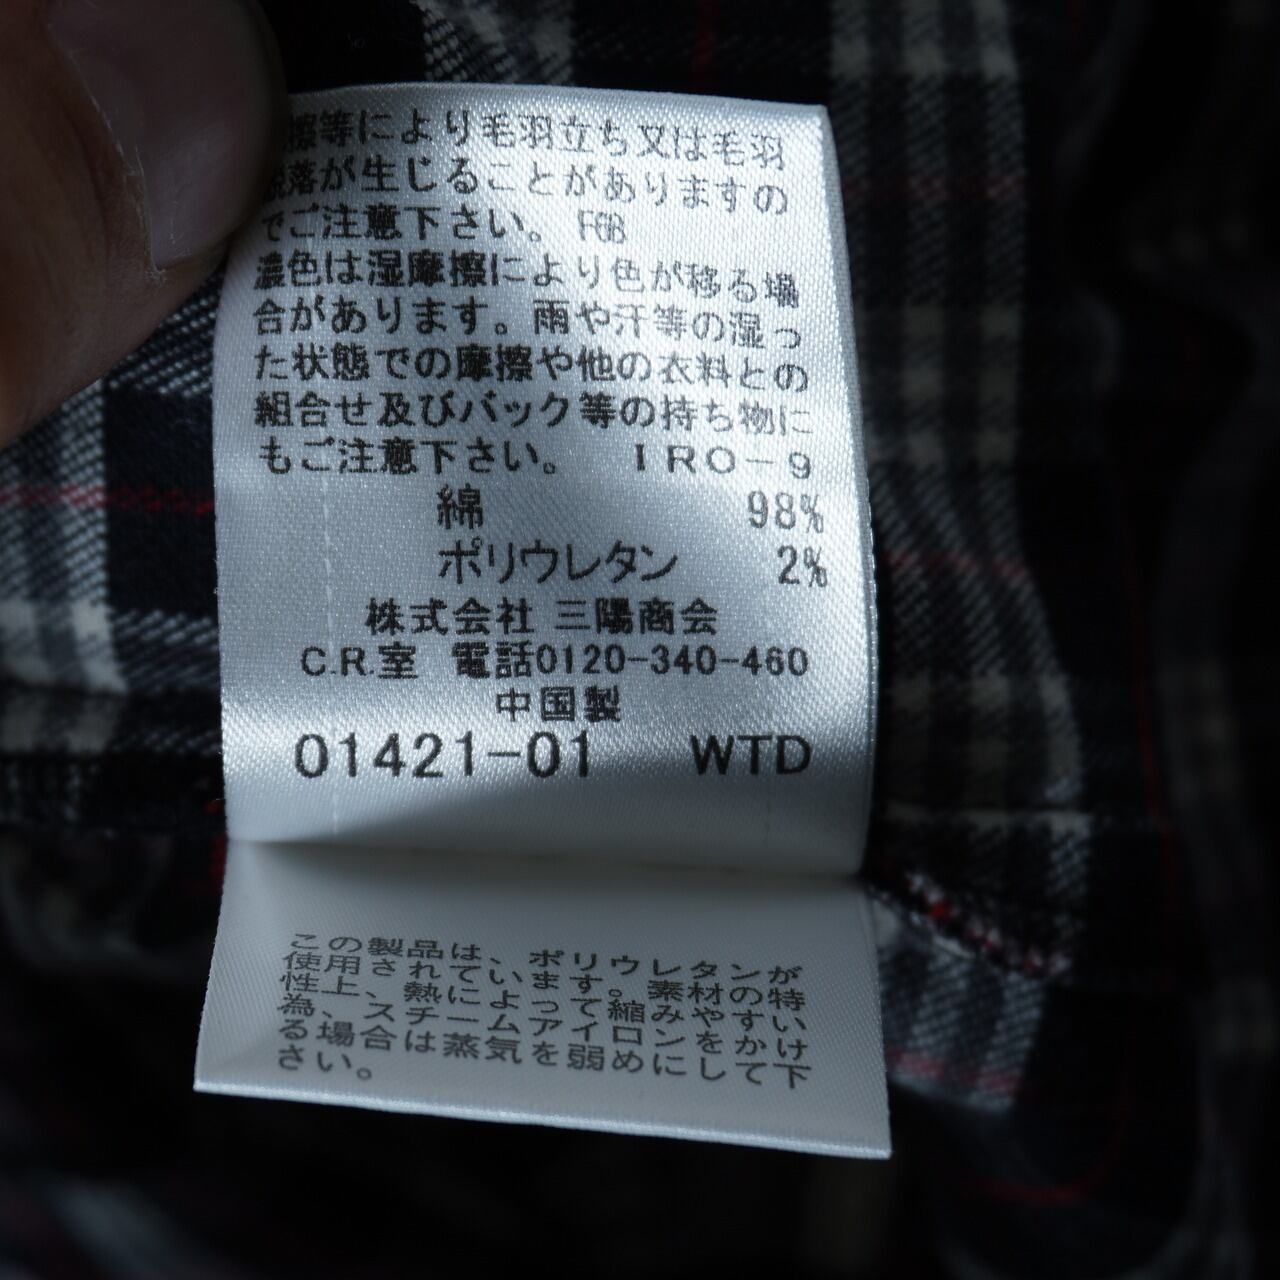 擦等により毛羽立ち又は毛羽
脱落が生じることがありますの
でご注意下さい。 FGB
濃色は湿摩擦により色が移る場
合があります。雨や汗等の湿っ
た状態での摩擦や他の衣料との
組合せ及びバック等の持ち物に
もご注意下さい。 IRO-9
綿 98%
ポリウレタン 2%
株式会社 三陽商会
C.R.室 電話0120-340-460
中国製
01421-01 WTD
この製品は、ポリウレタンが
使用されています。素材の特
性上、熱によって縮みやすい
為、スチームアイロンをかけ
る場合は蒸気を弱めにして下
さい。